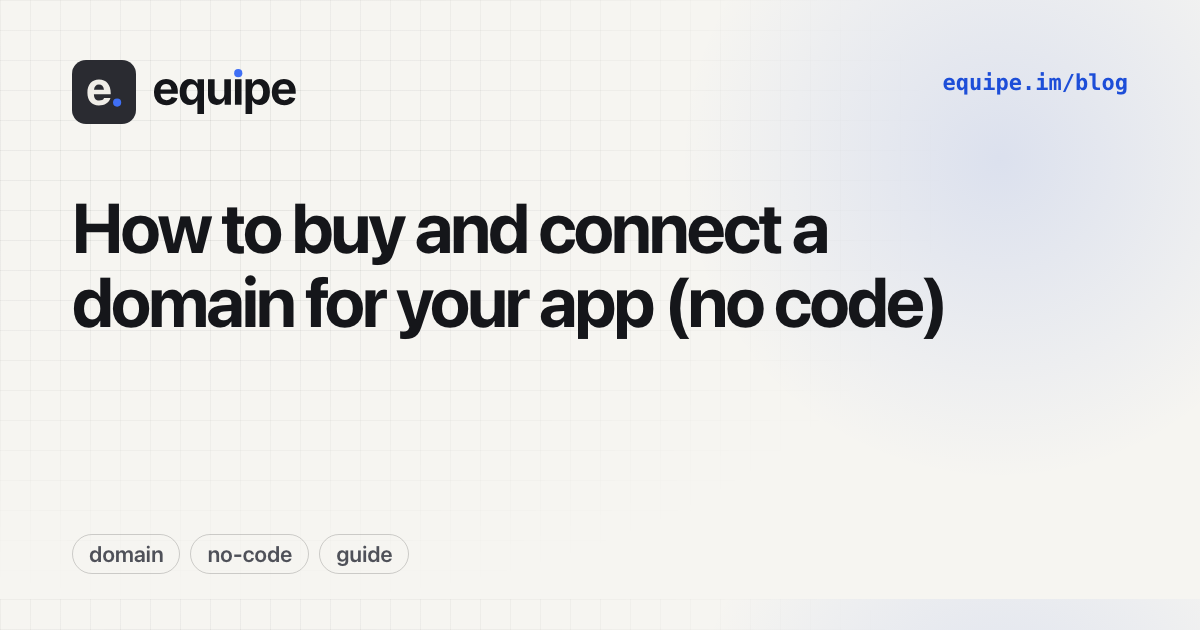 e.
equipe
equipe.im/blog
How to buy and connect a
domain for your app (no code)
domain
no-code
guide